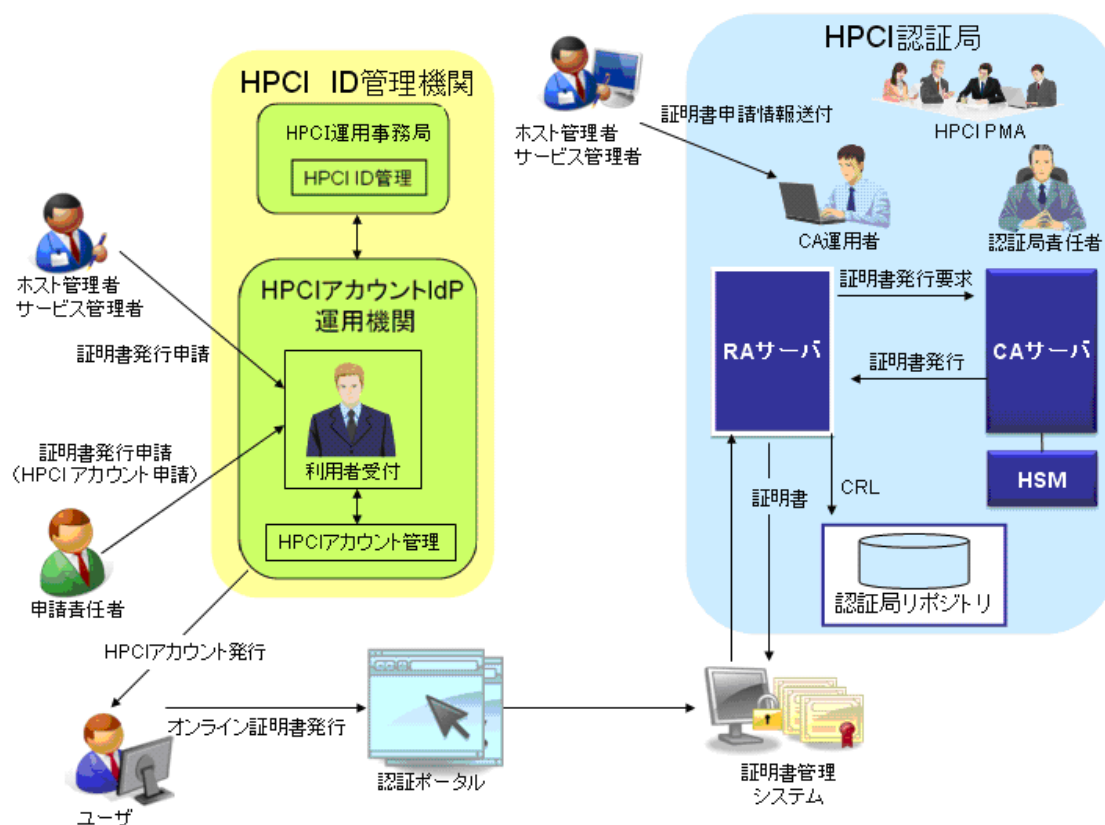 HPCI ID管理機関
HPCI運用事務局
HPCI ID管理
ホスト管理者
サービス管理者
HPCIアカウントIdP
運用機関
証明書発行申請
利用者受付
証明書発行申請
（HPCIアカウント申請）
HPCIアカウント管理
申請責任者
HPCIアカウント発行
ユーザ
オンライン証明書発行
認証ポータル
証明書管理
システム
ホスト管理者
サービス管理者
証明書申請情報送付
HPCI認証局
HPCI PMA
CA運用者
認証局責任者
証明書発行要求
RAサーバ
CAサーバ
証明書発行
HSM
証明書
CRL
認証局リポジトリ